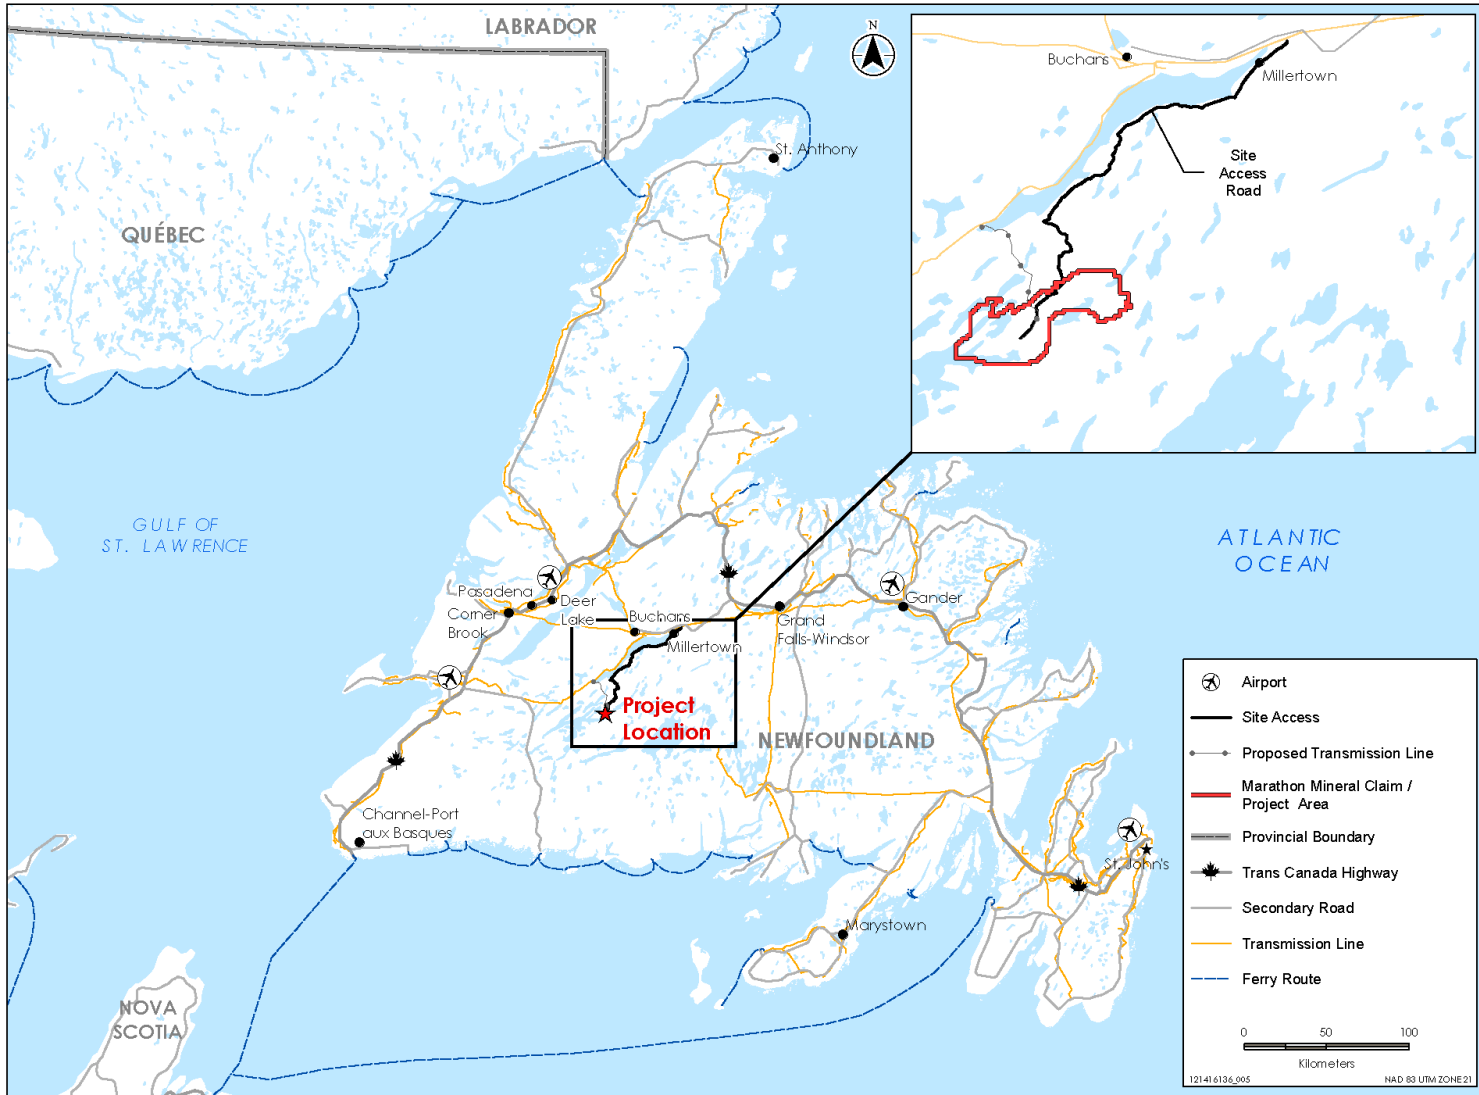 LABRADOR
N
QUÉBEC
St. Anthony
GULF OF
ST. LAWRENCE
ATLANTIC
OCEAN
Pasadena
Corner
Brook
Deer
Lake
Buchans
Millertown
Grand
Falls-Windsor
Gander
Project
Location
NEWFOUNDLAND
Channel-Port
aux Basques
St. John's
Marystown
NOVA
SCOTIA
Buchans
Millertown
Site
Access
Road
Airport
Site Access
Proposed Transmission Line
Marathon Mineral Claim /
Project Area
Provincial Boundary
Trans Canada Highway
Secondary Road
Transmission Line
Ferry Route
0 50 100
Kilometers
121416136_005 NAD 83 UTM ZONE 21